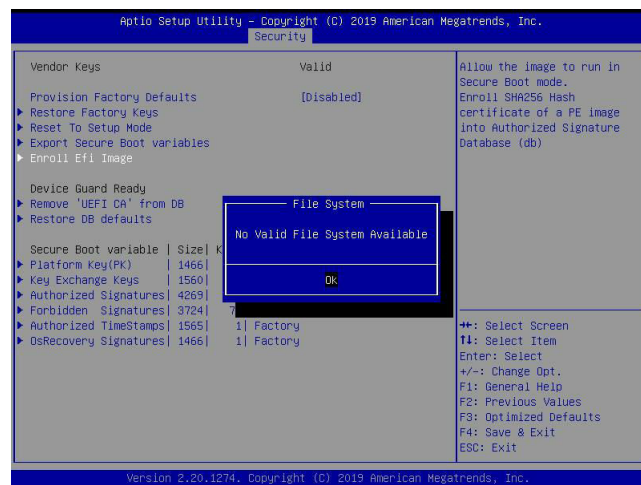 Aptio Setup Utility – Copyright (C) 2019 American Megatrends, Inc.
Security
Vendor Keys Valid
Provision Factory Defaults [Disabled]
Restore Factory Keys
Reset To Setup Mode
Export Secure Boot variables
Enroll Efi Image
Device Guard Ready
Remove 'UEFI CA' from DB
Restore DB defaults
Secure Boot variable | Size| K
Platform Key(PK) | 1466|
Key Exchange Keys | 1560|
Authorized Signatures| 4269|
Forbidden Signatures| 3724| 7
Authorized TimeStamps| 1565| 1| Factory
OsRecovery Signatures| 1466| 1| Factory
File System
No Valid File System Available
Ok
Allow the image to run in
Secure Boot mode.
Enroll SHA256 Hash
certificate of a PE image
into Authorized Signature
Database (db)
→←: Select Screen
↑↓: Select Item
Enter: Select
+/-: Change Opt.
F1: General Help
F2: Previous Values
F3: Optimized Defaults
F4: Save & Exit
ESC: Exit
Version 2.20.1274. Copyright (C) 2019 American Megatrends, Inc.